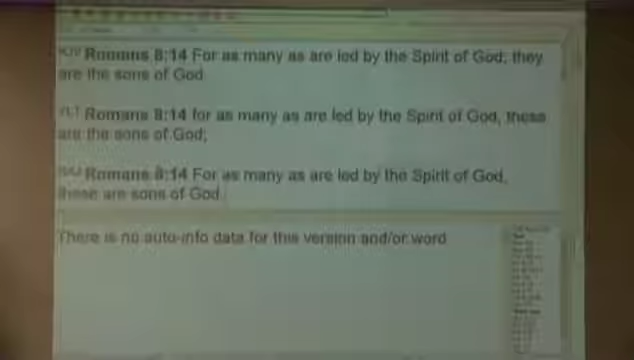 KJV Romans 8:14 For as many as are led by the Spirit of God, they
are the sons of God.
YLT Romans 8:14 for as many as are led by the Spirit of God, these
are the sons of God;
Romans 8:14 For as many as are led by the Spirit of God,
these are sons of God.
There is no auto-info data for this version and/or word